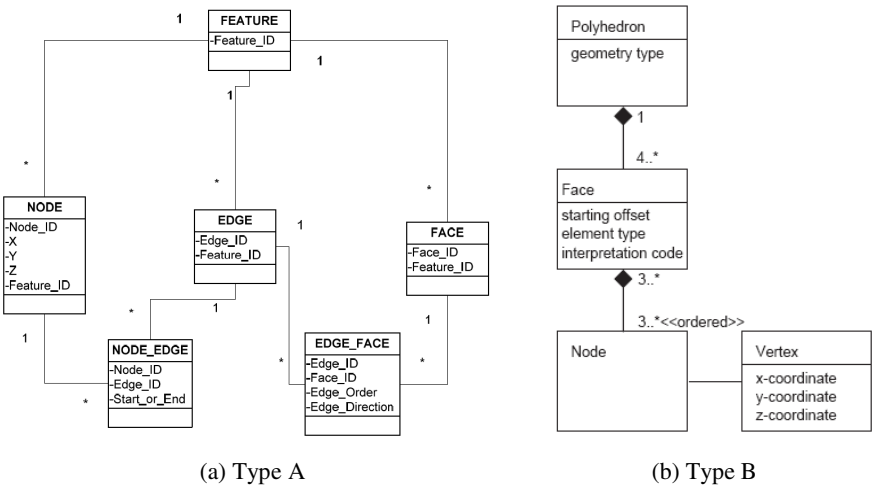 1
FEATURE
-Feature_ID
1
1
*
*
*
NODE
-Node_ID
-X
-Y
-Z
-Feature_ID
EDGE
-Edge_ID
-Feature_ID
1
FACE
-Face_ID
-Feature_ID
1
*
1
1
NODE_EDGE
-Node_ID
-Edge_ID
-Start_or_End
*
EDGE_FACE
-Edge_ID
-Face_ID
-Edge_Order
-Edge_Direction
*
*
(a) Type A
Polyhedron
geometry type
1
4..*
Face
starting offset
element type
interpretation code
3..*
3..*<<ordered>>
Node
Vertex
x-coordinate
y-coordinate
z-coordinate
(b) Type B